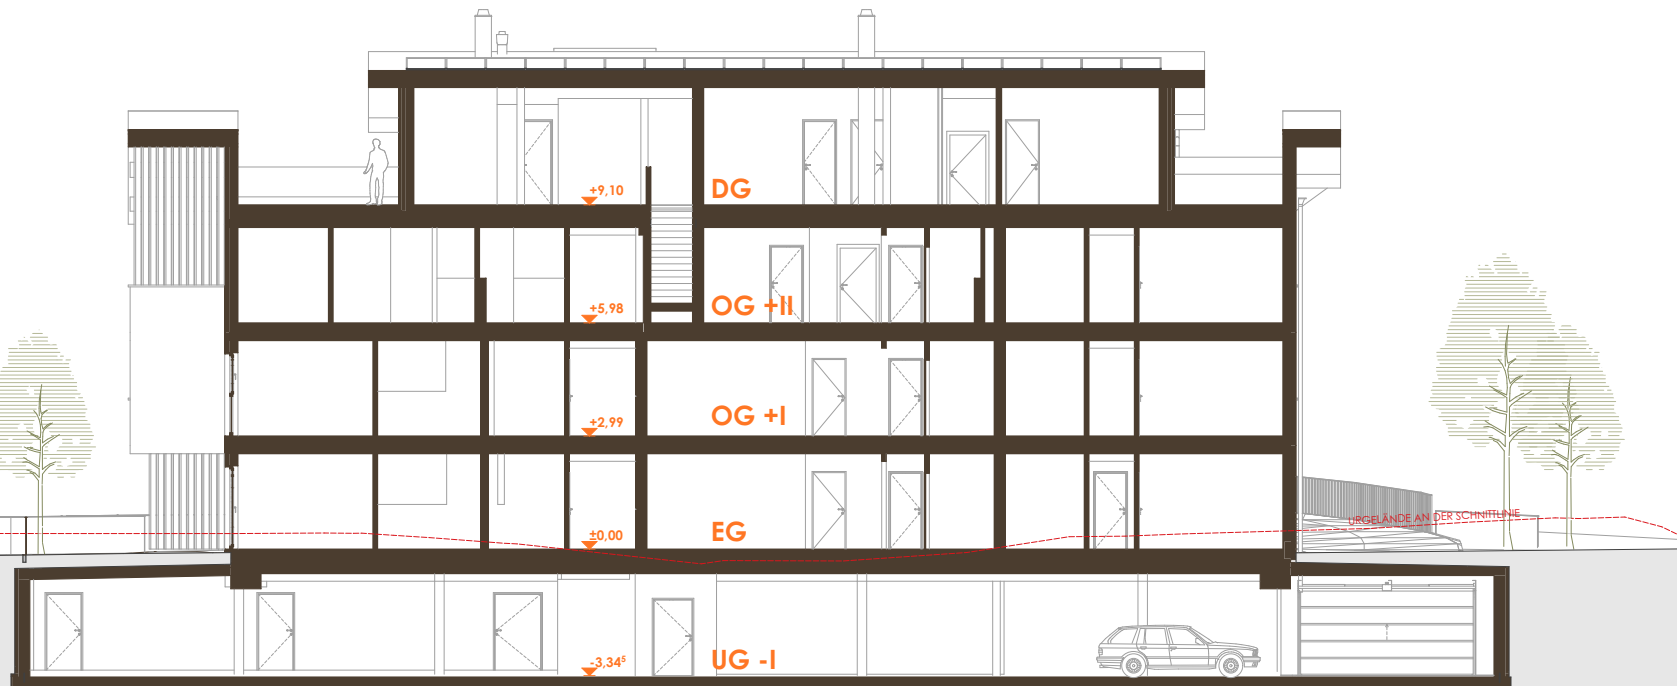 +9,10
DG
+5,98
OG +II
+2,99
OG +I
URGELÄNDE AN DER SCHNITTLINIE
±0,00
EG
-3,34⁵
UG -I